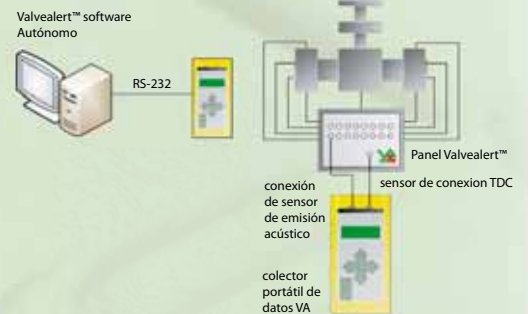 Valvealert™ software
Autónomo
RS-232
Panel Valvealert™
sensor de conexion TDC
conexión
de sensor
de emisión
acústico
colector
portátil de
datos VA